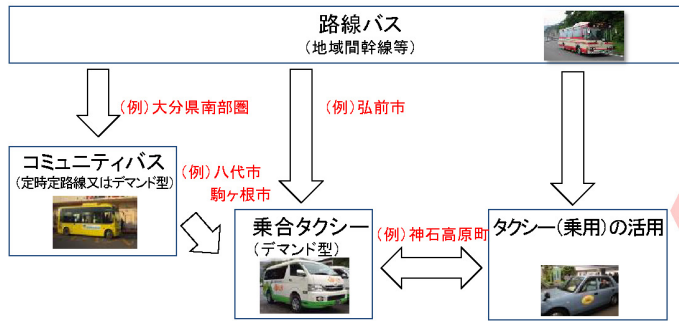 路線バス
(地域間幹線等)
(例)大分県南部圏
(例)弘前市
コミュニティバス
(定時定路線又はデマンド型)
(例)八代市
駒ヶ根市
乗合タクシー
(デマンド型)
(例)神石高原町
タクシー(乗用)の活用